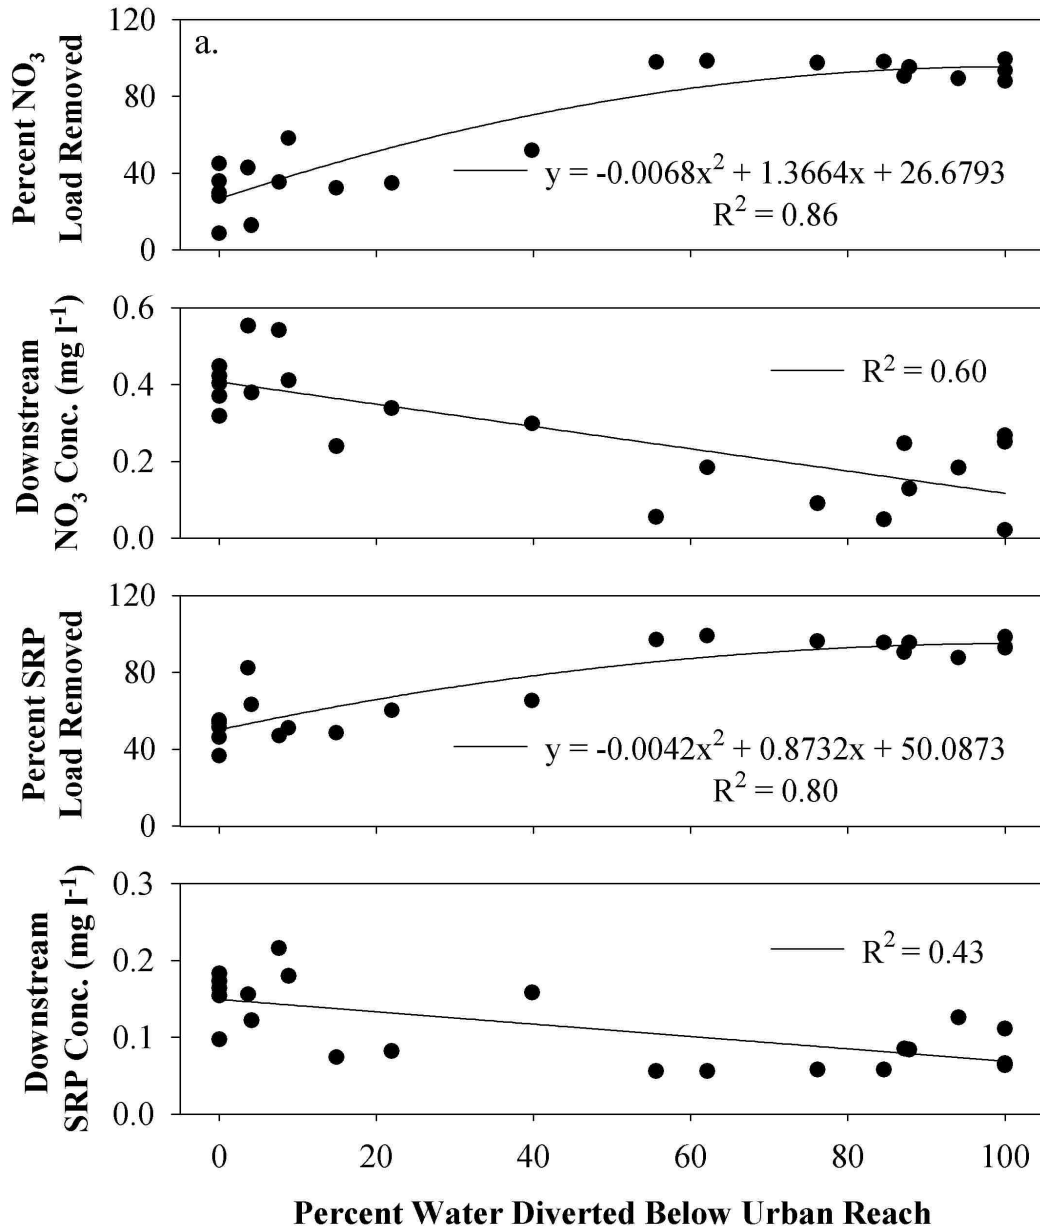 a.
Percent NO3
Load Removed
120
80
40
0
y = -0.0068x2 + 1.3664x + 26.6793
R2 = 0.86
Downstream
NO3 Conc. (mg l-1)
0.6
0.4
0.2
0.0
R2 = 0.60
Percent SRP
Load Removed
120
80
40
0
y = -0.0042x2 + 0.8732x + 50.0873
R2 = 0.80
Downstream
SRP Conc. (mg l-1)
0.3
0.2
0.1
0.0
R2 = 0.43
0 20 40 60 80 100
Percent Water Diverted Below Urban Reach